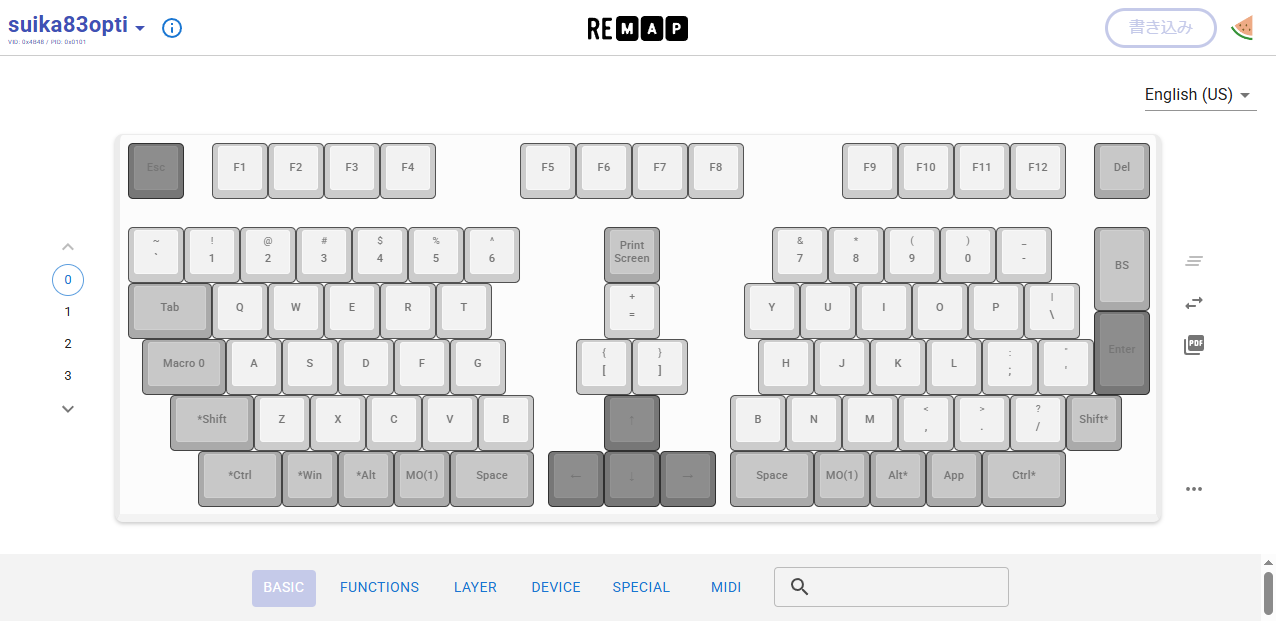 suika83opti
VID: 0x4848 / PID: 0x0101
REMAP
書き込み
English (US)
Esc F1 F2 F3 F4 F5 F6 F7 F8 F9 F10 F11 F12 Del
~ ! @ # $ % ^ Print & * ( ) _
` 1 2 3 4 5 6 Screen 7 8 9 0 - BS
0
Tab Q W E R T + = Y U I O P | \
1
2
Macro 0 A S D F G { [ } ] H J K L : ; " ' Enter
PDF
3
*Shift Z X C V B ↑ B N M < , > . ? / Shift*
*Ctrl *Win *Alt MO(1) Space ← ↓ → Space MO(1) Alt* App Ctrl*
BASIC FUNCTIONS LAYER DEVICE SPECIAL MIDI